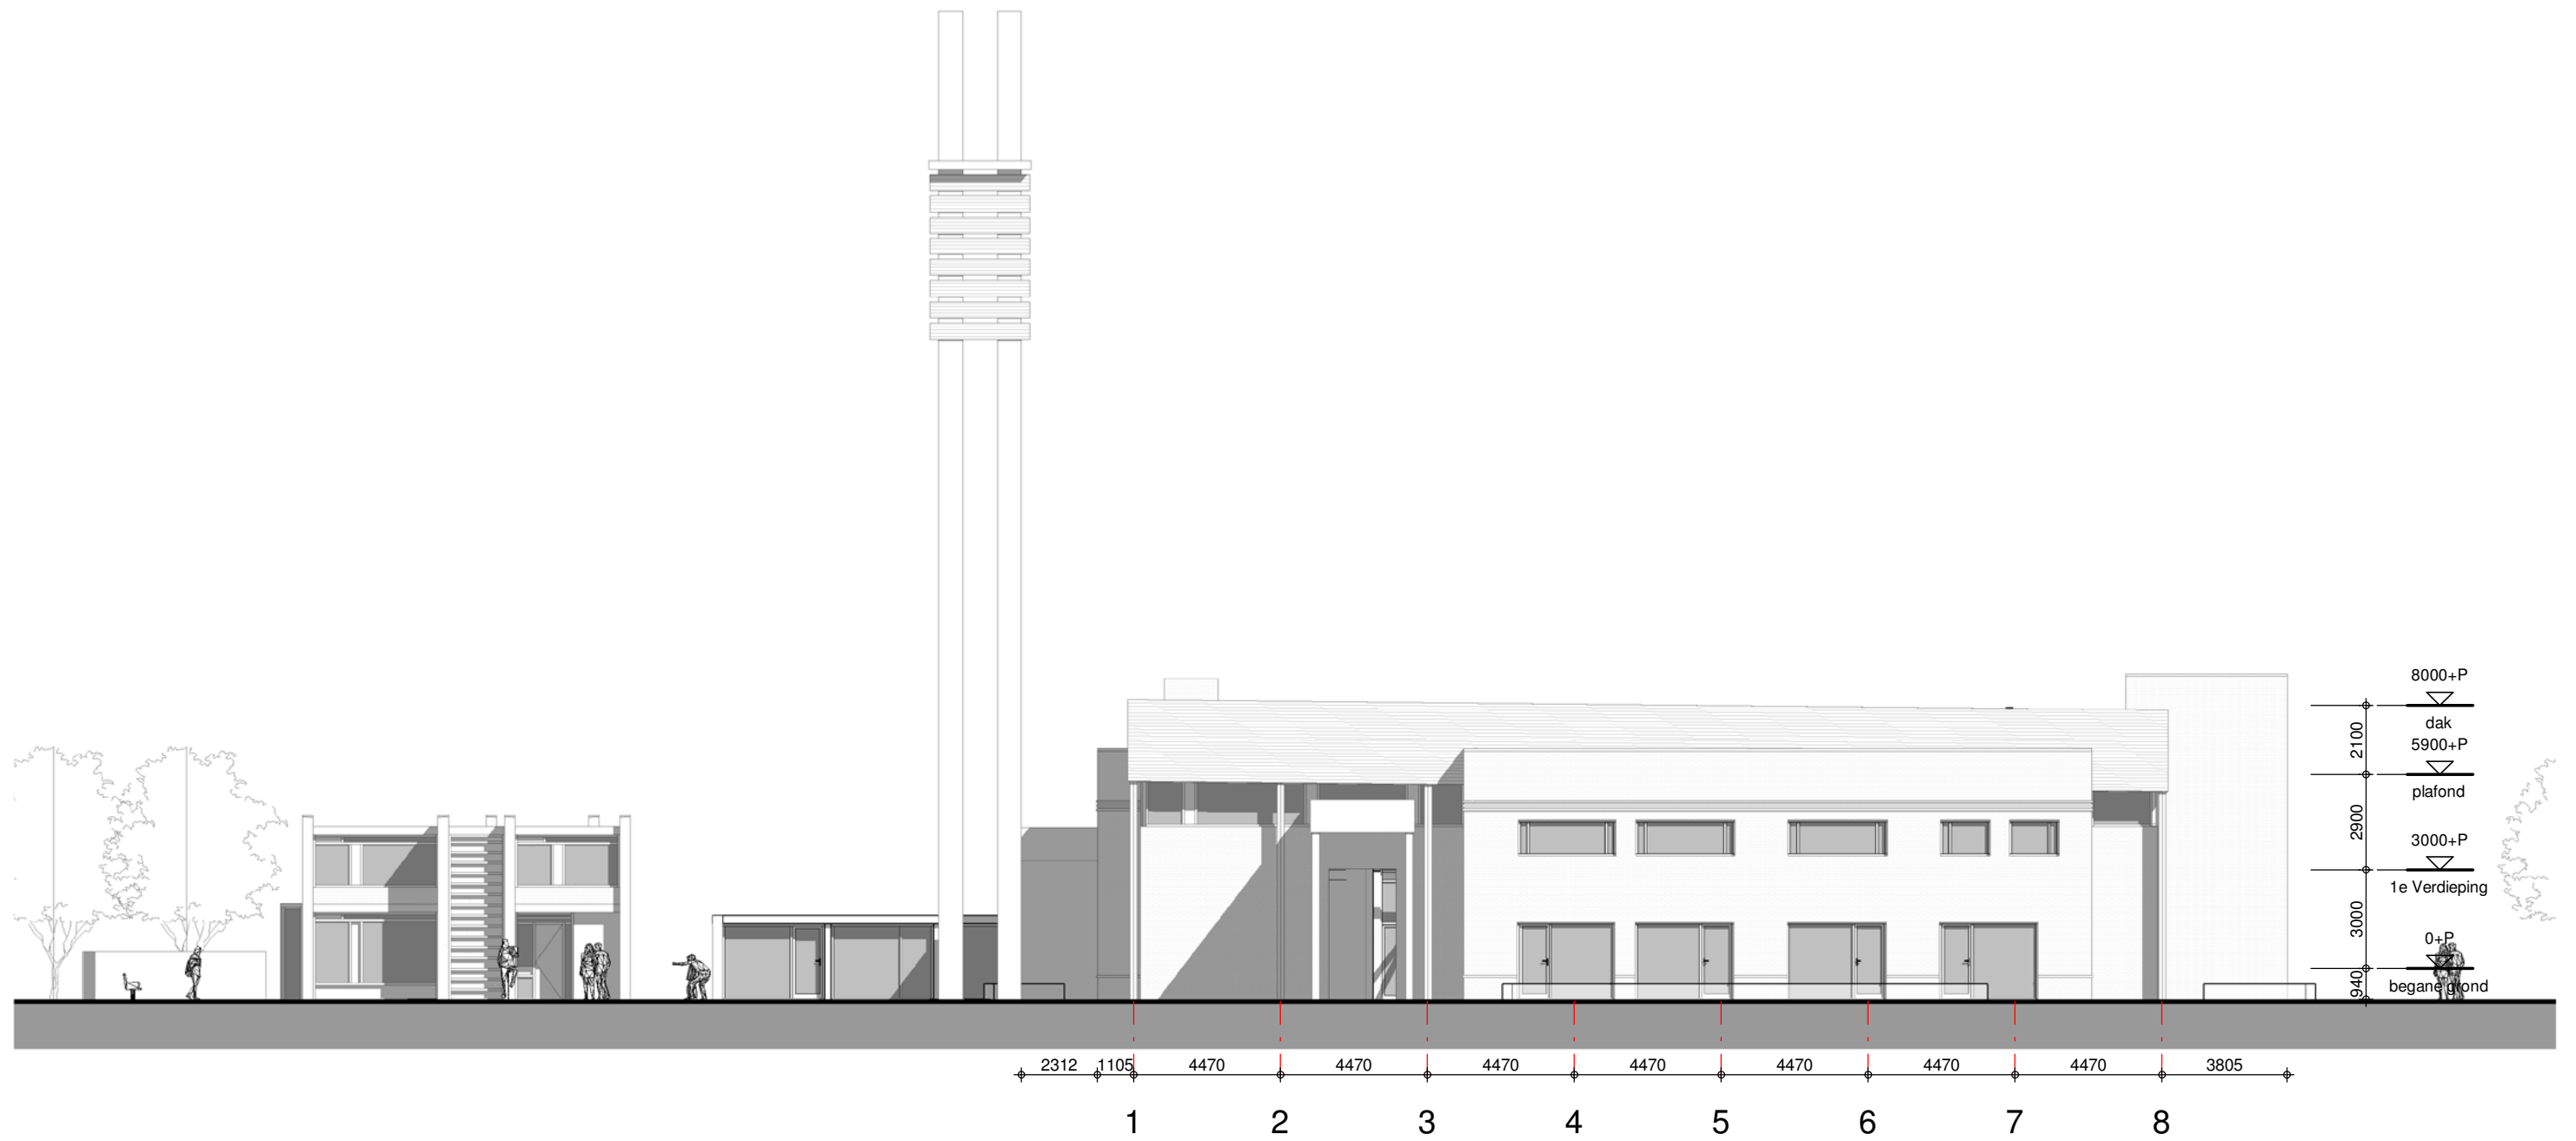 8000+P
dak
2100
5900+P
plafond
2900
3000+P
1e Verdieping
3000
0+P
940
begane grond
2312 1105 4470 4470 4470 4470 4470 4470 4470 3805
1 2 3 4 5 6 7 8